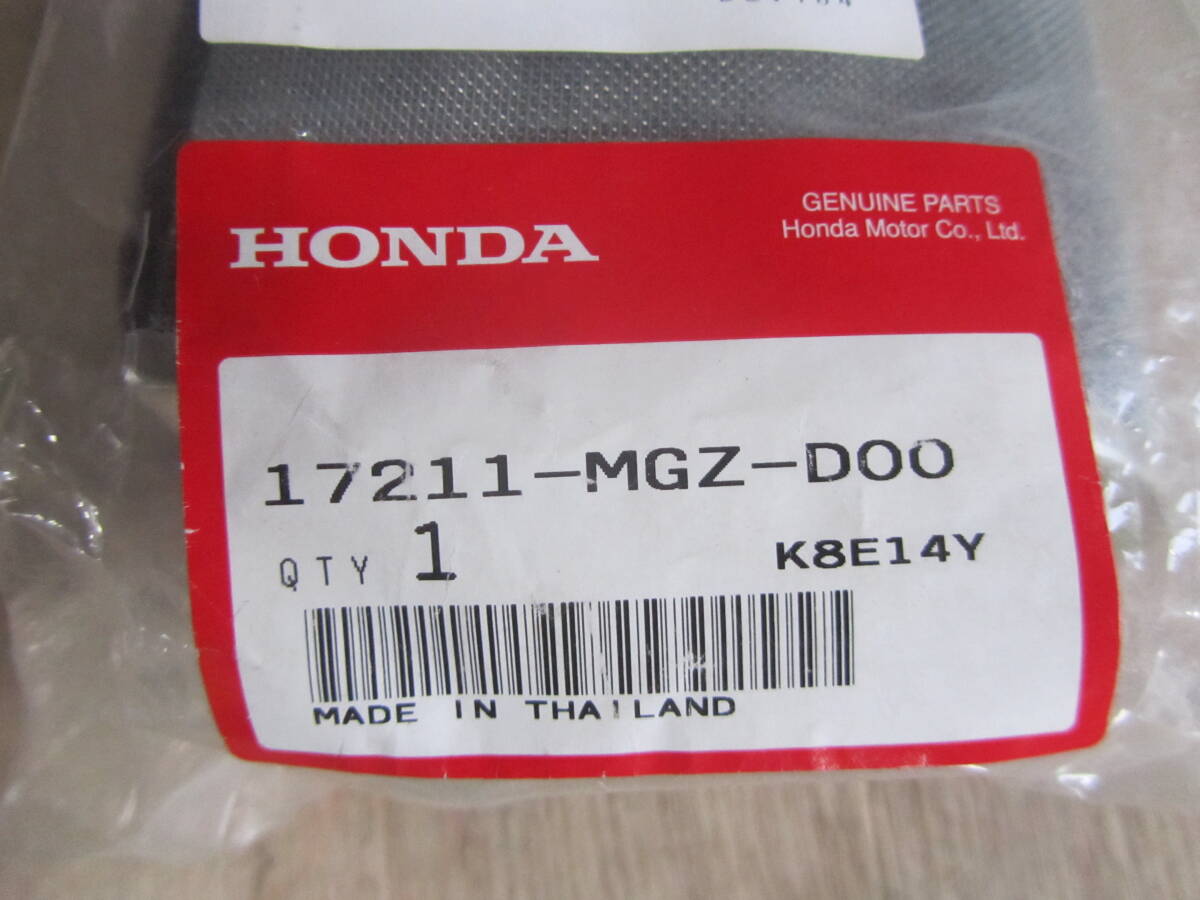 HONDA
GENUINE PARTS
Honda Motor Co., Ltd.
17211-MGZ-D00
QTY 1
K8E14Y
MADE IN THAILAND